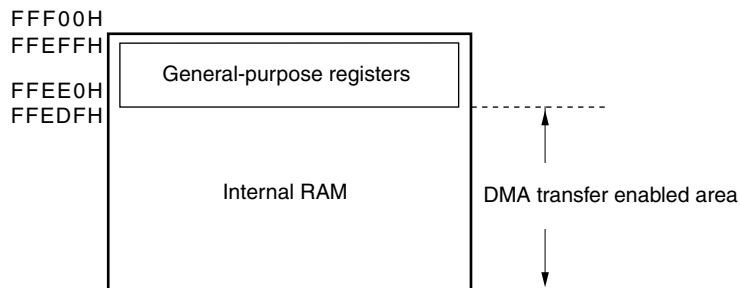 FFF00H
FFEFFH
General-purpose registers
FFEE0H
FFEDFH
Internal RAM
DMA transfer enabled area